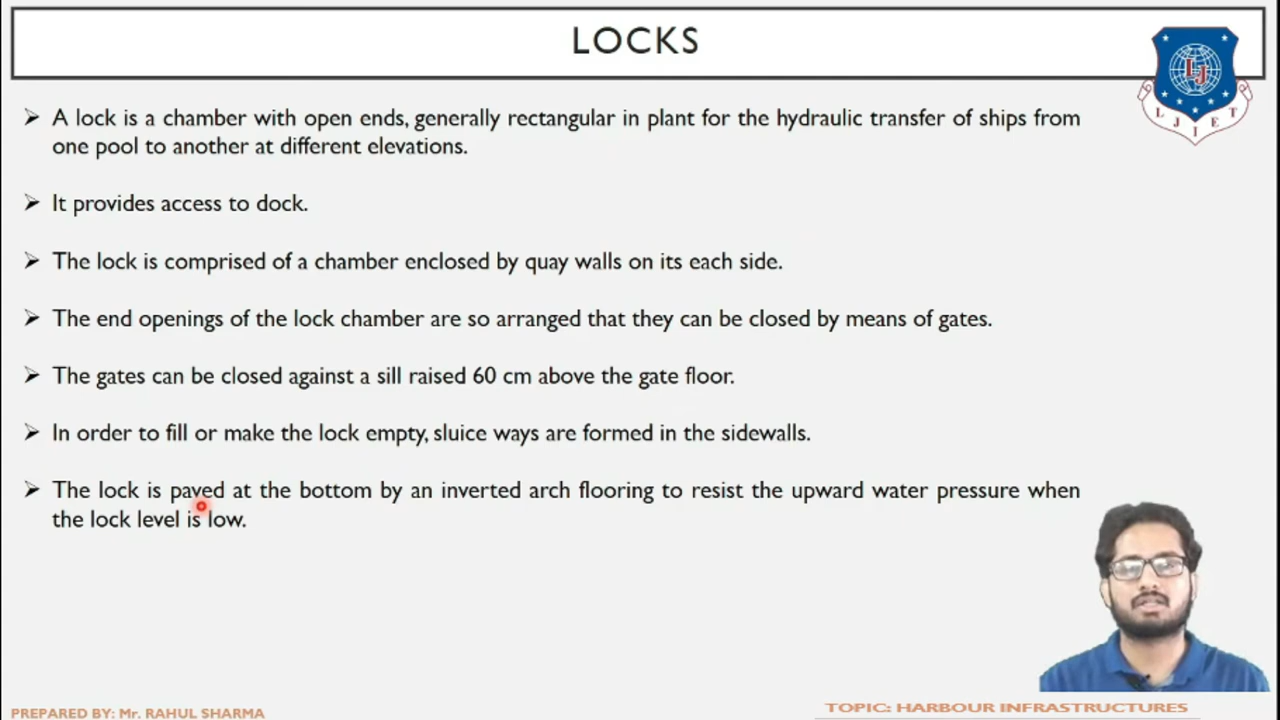 LOCKS
LJ
L J I E T
➢ A lock is a chamber with open ends, generally rectangular in plant for the hydraulic transfer of ships from
one pool to another at different elevations.
➢ It provides access to dock.
➢ The lock is comprised of a chamber enclosed by quay walls on its each side.
➢ The end openings of the lock chamber are so arranged that they can be closed by means of gates.
➢ The gates can be closed against a sill raised 60 cm above the gate floor.
➢ In order to fill or make the lock empty, sluice ways are formed in the sidewalls.
➢ The lock is paved at the bottom by an inverted arch flooring to resist the upward water pressure when
the lock level is low.
PREPARED BY: Mr. RAHUL SHARMA
TOPIC: HARBOUR INFRASTRUCTURES